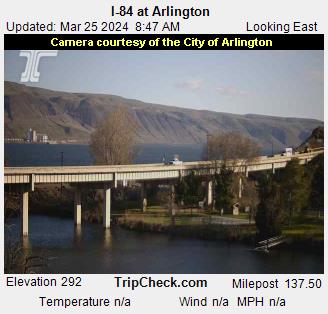 I-84 at Arlington
Updated: Mar 25 2024 8:47 AM Looking East
Camera courtesy of the City of Arlington
Elevation 292 TripCheck.com Milepost 137.50
Temperature n/a Wind n/a MPH n/a